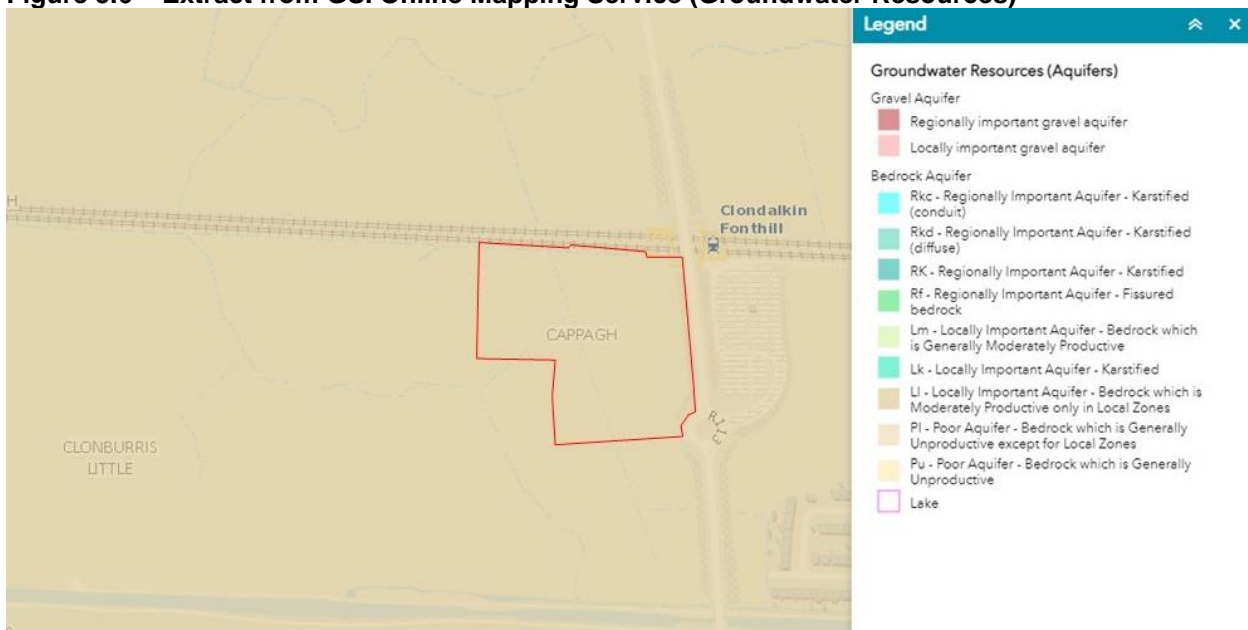 Figure 3.6 – Extract from GSI Online Mapping Service (Groundwater Resources)
Clondalkin
Fonthill
CAPPAGH
CLONBURRIS
LITTLE
R113
H
Legend
Groundwater Resources (Aquifers)
Gravel Aquifer
Regionally important gravel aquifer
Locally important gravel aquifer
Bedrock Aquifer
Rkc - Regionally Important Aquifer - Karstified
(conduit)
Rkd - Regionally Important Aquifer - Karstified
(diffuse)
RK - Regionally Important Aquifer - Karstified
Rf - Regionally Important Aquifer - Fissured
bedrock
Lm - Locally Important Aquifer - Bedrock which
is Generally Moderately Productive
Lk - Locally Important Aquifer - Karstified
Ll - Locally Important Aquifer - Bedrock which is
Moderately Productive only in Local Zones
Pl - Poor Aquifer - Bedrock which is Generally
Unproductive except for Local Zones
Pu - Poor Aquifer - Bedrock which is Generally
Unproductive
Lake